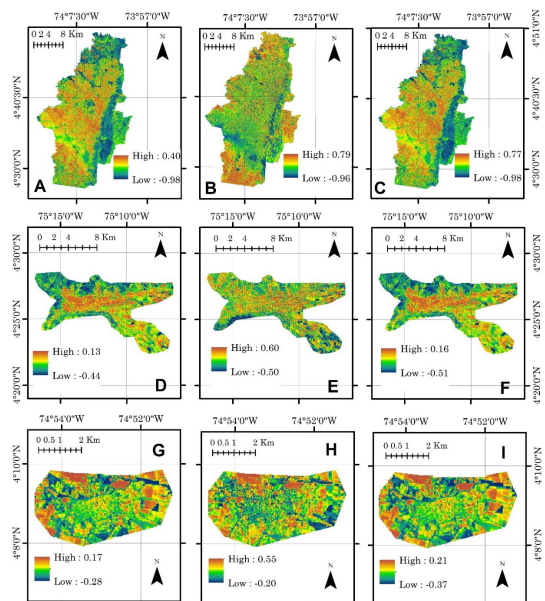 74°7'30"W 73°57'0"W 74°7'30"W 73°57'0"W 74°7'30"W 73°57'0"W
0 2 4 8 Km N 0 2 4 8 Km N 0 2 4 8 Km N
4°40'30"N 4°30'0"N
4°51'0"N 4°40'30"N 4°30'0"N
High : 0.40 High : 0.79 High : 0.77
Low : -0.98 Low : -0.96 Low : -0.98
A B C
75°15'0"W 75°10'0"W 75°15'0"W 75°10'0"W 75°15'0"W 75°10'0"W
0 2 4 8 Km N 0 2 4 8 Km N 0 2 4 8 Km N
4°30'0"N 4°25'0"N 4°20'0"N
4°30'0"N 4°25'0"N 4°20'0"N
High : 0.13 High : 0.60 High : 0.16
Low : -0.44 Low : -0.50 Low : -0.51
D E F
74°54'0"W 74°52'0"W 74°54'0"W 74°52'0"W 74°54'0"W 74°52'0"W
0 0.5 1 2 Km 0 0.5 1 2 Km 0 0.5 1 2 Km
G H I
4°10'0"N 4°8'0"N
4°10'0"N 4°8'0"N
High : 0.17 High : 0.55 High : 0.21
Low : -0.28 Low : -0.20 Low : -0.37
N N N